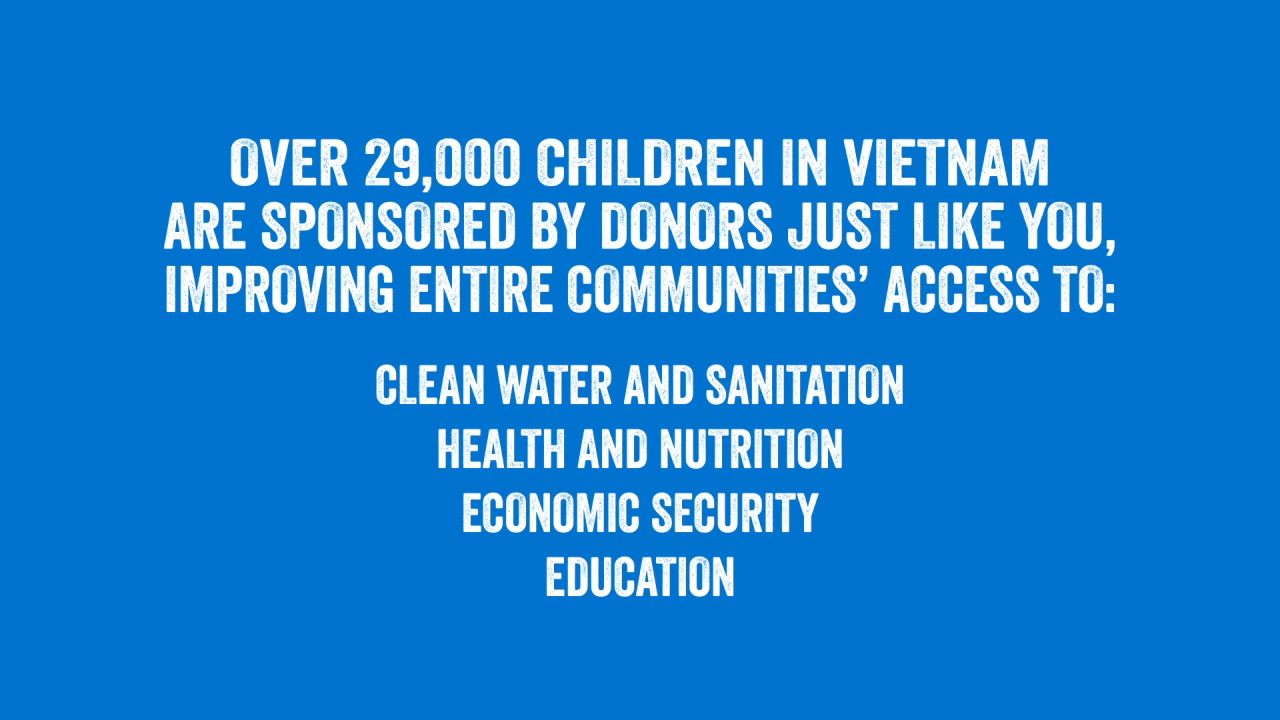 OVER 29,000 CHILDREN IN VIETNAM
ARE SPONSORED BY DONORS JUST LIKE YOU,
IMPROVING ENTIRE COMMUNITIES’ ACCESS TO:
CLEAN WATER AND SANITATION
HEALTH AND NUTRITION
ECONOMIC SECURITY
EDUCATION